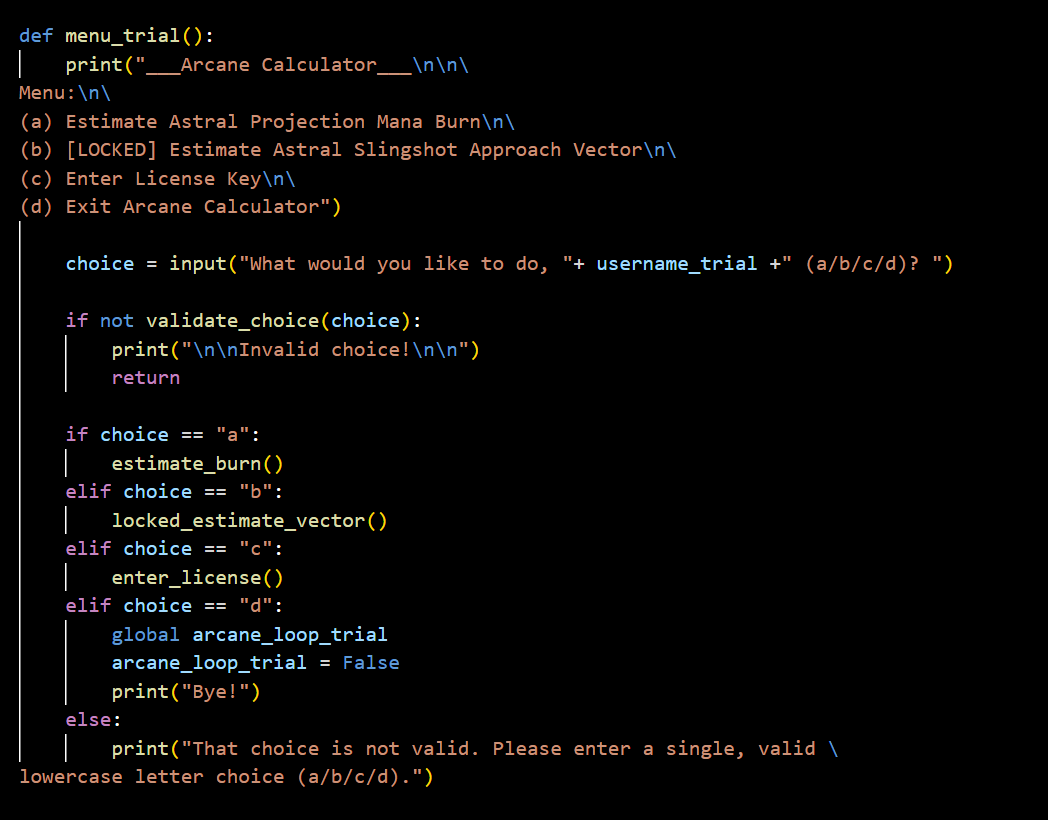 def menu_trial():
    print("___Arcane Calculator___\n\n\
Menu:\n\
(a) Estimate Astral Projection Mana Burn\n\
(b) [LOCKED] Estimate Astral Slingshot Approach Vector\n\
(c) Enter License Key\n\
(d) Exit Arcane Calculator")

    choice = input("What would you like to do, "+ username_trial +" (a/b/c/d)? ")

    if not validate_choice(choice):
        print("\n\nInvalid choice!\n\n")
        return

    if choice == "a":
        estimate_burn()
    elif choice == "b":
        locked_estimate_vector()
    elif choice == "c":
        enter_license()
    elif choice == "d":
        global arcane_loop_trial
        arcane_loop_trial = False
        print("Bye!")
    else:
        print("That choice is not valid. Please enter a single, valid \
lowercase letter choice (a/b/c/d).")